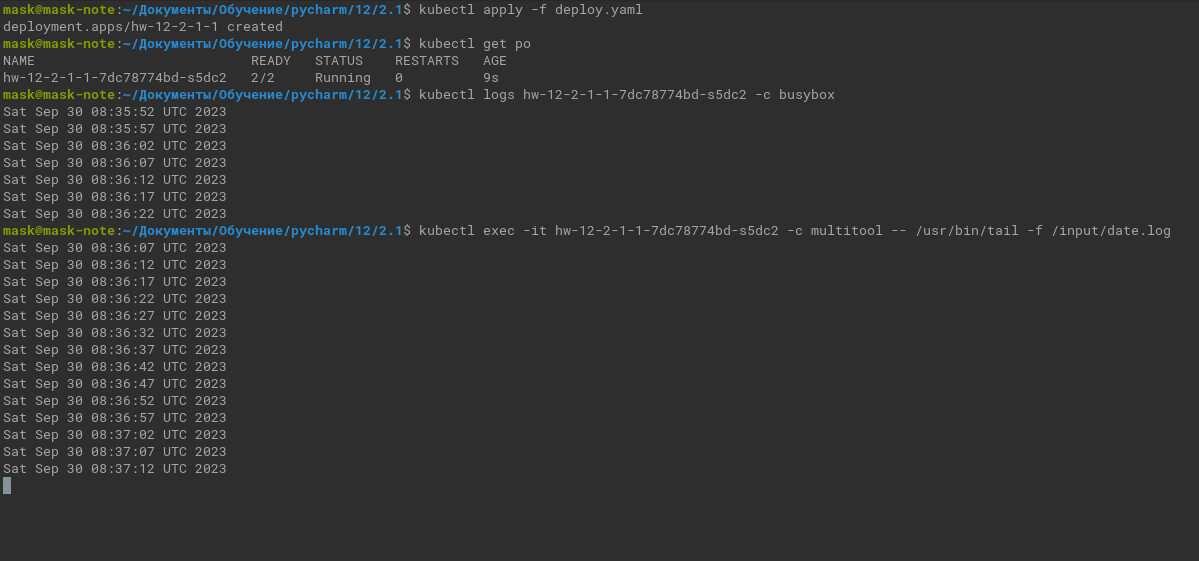 mask@mask-note:~/Документы/Обучение/pycharm/12/2.1$ kubectl apply -f deploy.yaml
deployment.apps/hw-12-2-1-1 created
mask@mask-note:~/Документы/Обучение/pycharm/12/2.1$ kubectl get po
NAME                           READY   STATUS    RESTARTS   AGE
hw-12-2-1-1-7dc78774bd-s5dc2   2/2     Running   0          9s
mask@mask-note:~/Документы/Обучение/pycharm/12/2.1$ kubectl logs hw-12-2-1-1-7dc78774bd-s5dc2 -c busybox
Sat Sep 30 08:35:52 UTC 2023
Sat Sep 30 08:35:57 UTC 2023
Sat Sep 30 08:36:02 UTC 2023
Sat Sep 30 08:36:07 UTC 2023
Sat Sep 30 08:36:12 UTC 2023
Sat Sep 30 08:36:17 UTC 2023
Sat Sep 30 08:36:22 UTC 2023
mask@mask-note:~/Документы/Обучение/pycharm/12/2.1$ kubectl exec -it hw-12-2-1-1-7dc78774bd-s5dc2 -c multitool -- /usr/bin/tail -f /input/date.log
Sat Sep 30 08:36:07 UTC 2023
Sat Sep 30 08:36:12 UTC 2023
Sat Sep 30 08:36:17 UTC 2023
Sat Sep 30 08:36:22 UTC 2023
Sat Sep 30 08:36:27 UTC 2023
Sat Sep 30 08:36:32 UTC 2023
Sat Sep 30 08:36:37 UTC 2023
Sat Sep 30 08:36:42 UTC 2023
Sat Sep 30 08:36:47 UTC 2023
Sat Sep 30 08:36:52 UTC 2023
Sat Sep 30 08:36:57 UTC 2023
Sat Sep 30 08:37:02 UTC 2023
Sat Sep 30 08:37:07 UTC 2023
Sat Sep 30 08:37:12 UTC 2023